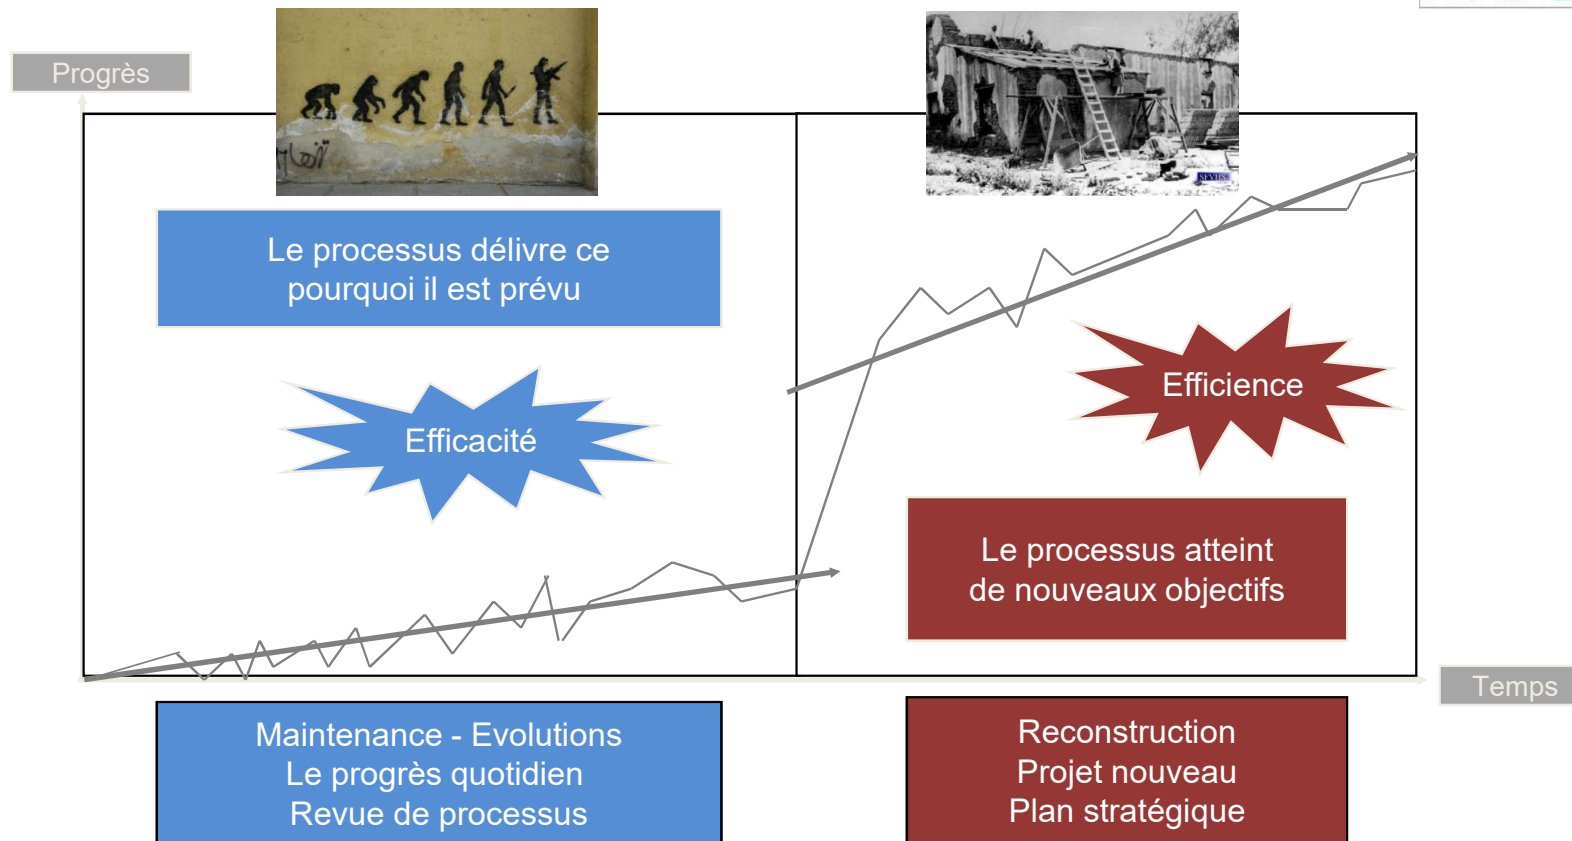 Progrès
SFVHS
Le processus délivre ce
pourquoi il est prévu
Efficience
Efficacité
Le processus atteint
de nouveaux objectifs
Temps
Maintenance - Evolutions
Le progrès quotidien
Revue de processus
Reconstruction
Projet nouveau
Plan stratégique